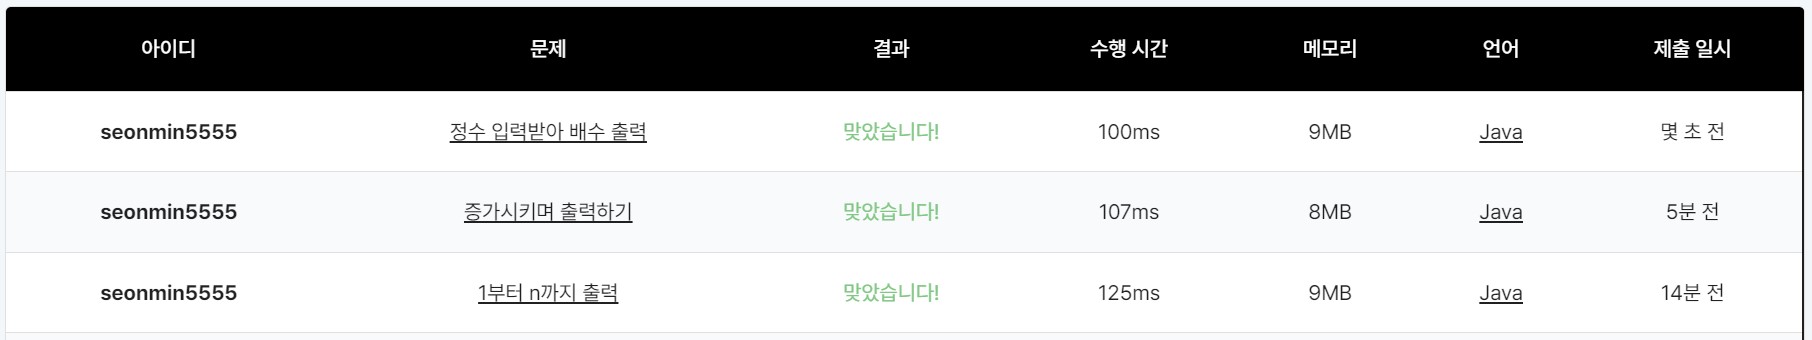 아이디 문제 결과 수행 시간 메모리 언어 제출 일시
seonmin5555 정수 입력받아 배수 출력 맞았습니다! 100ms 9MB Java 몇 초 전
seonmin5555 증가시키며 출력하기 맞았습니다! 107ms 8MB Java 5분 전
seonmin5555 1부터 n까지 출력 맞았습니다! 125ms 9MB Java 14분 전